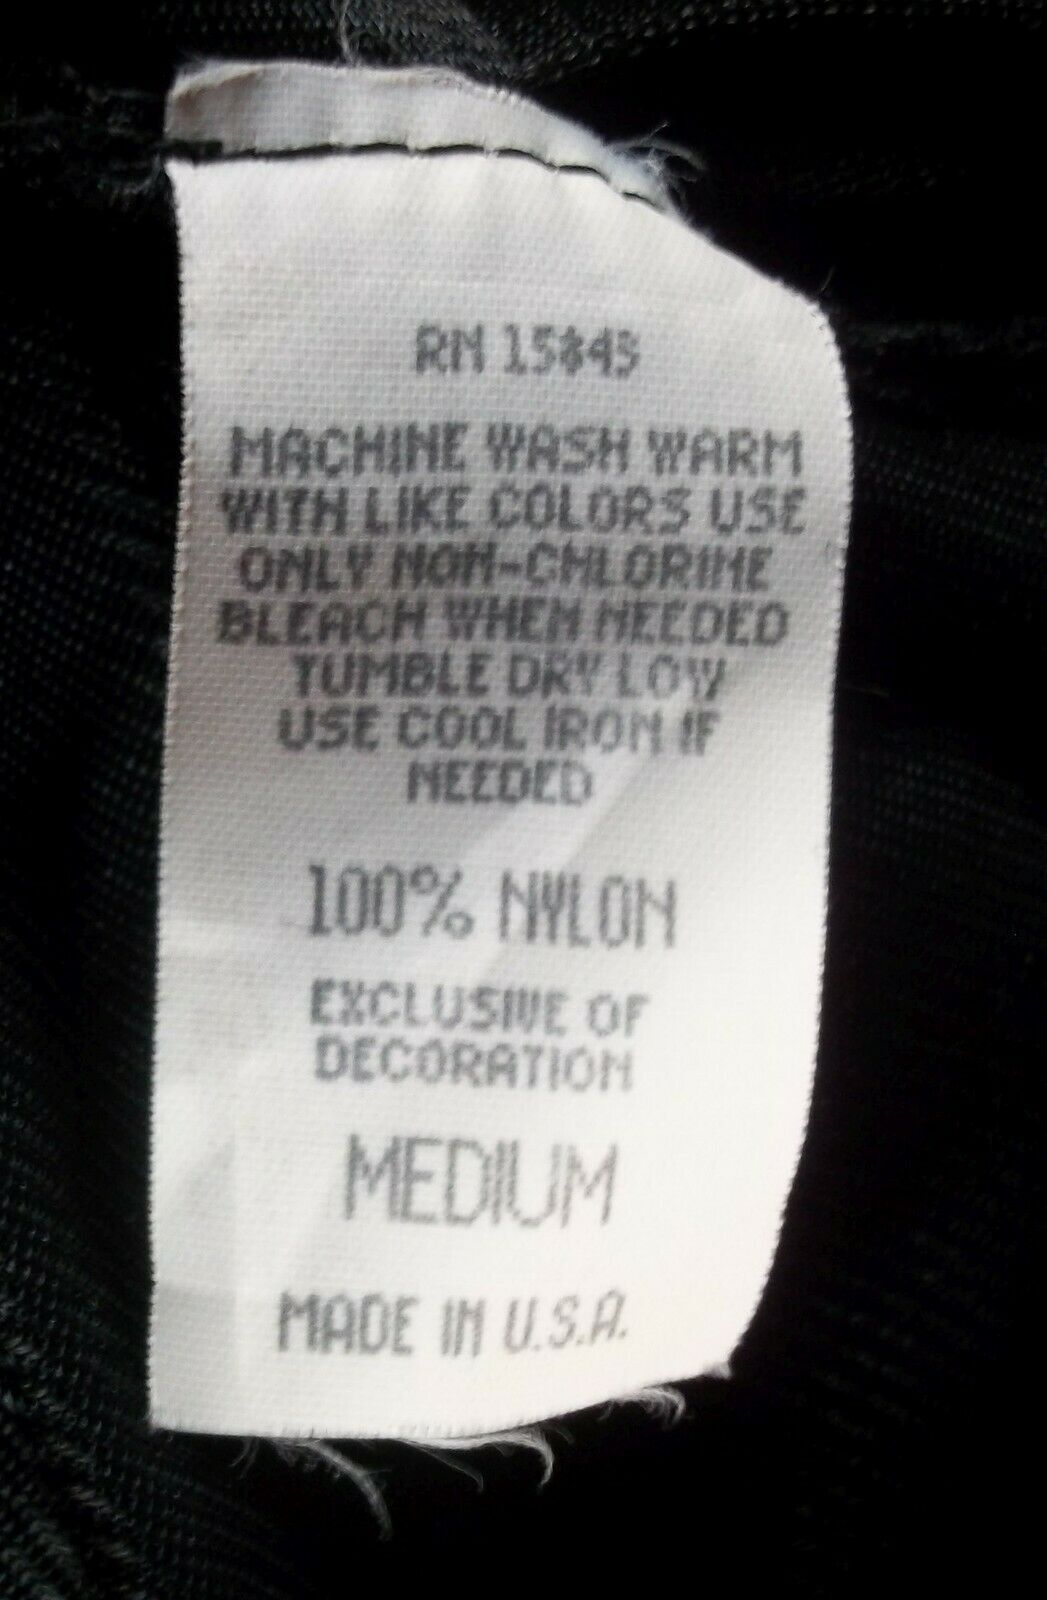 RN 15849
MACHINE WASH WARM
WITH LIKE COLORS USE
ONLY NON-CHLORINE
BLEACH WHEN NEEDED
TUMBLE DRY LOW
USE COOL IRON IF
NEEDED
100% NYLON
EXCLUSIVE OF
DECORATION
MEDIUM
MADE IN U.S.A.